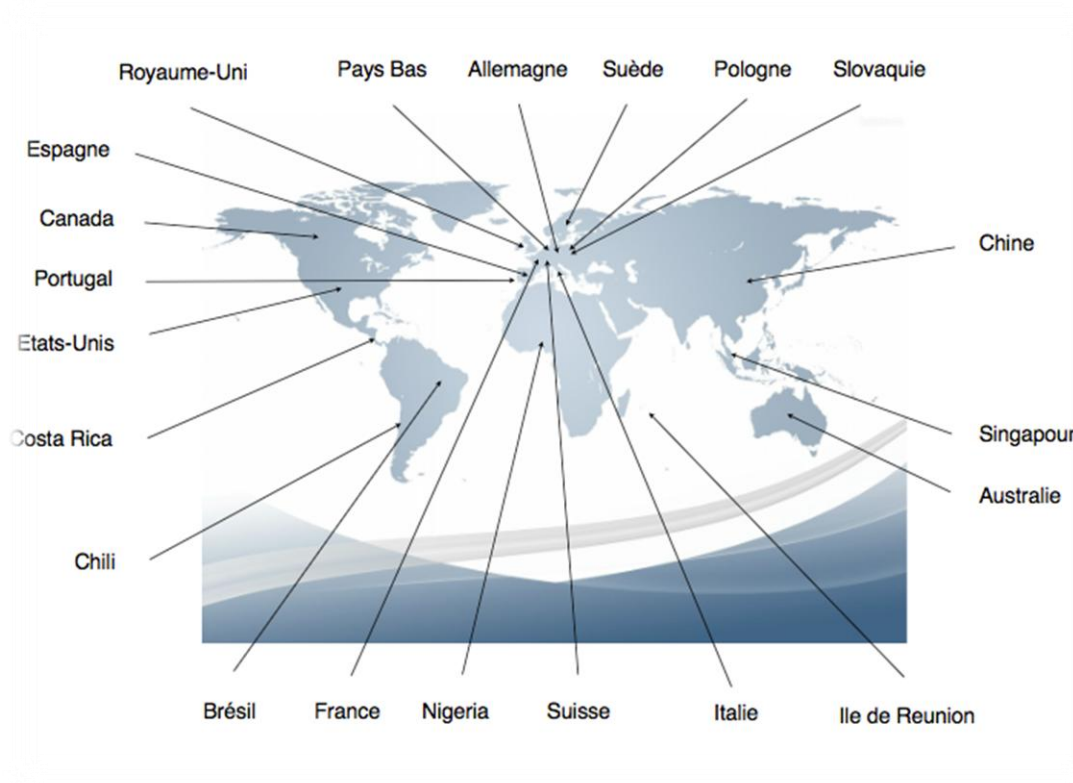 Royaume-Uni
Pays Bas
Allemagne
Suède
Pologne
Slovaquie
Espagne
Canada
Portugal
Etats-Unis
Costa Rica
Chili
Chine
Singapour
Australie
Brésil
France
Nigeria
Suisse
Italie
Ile de Reunion